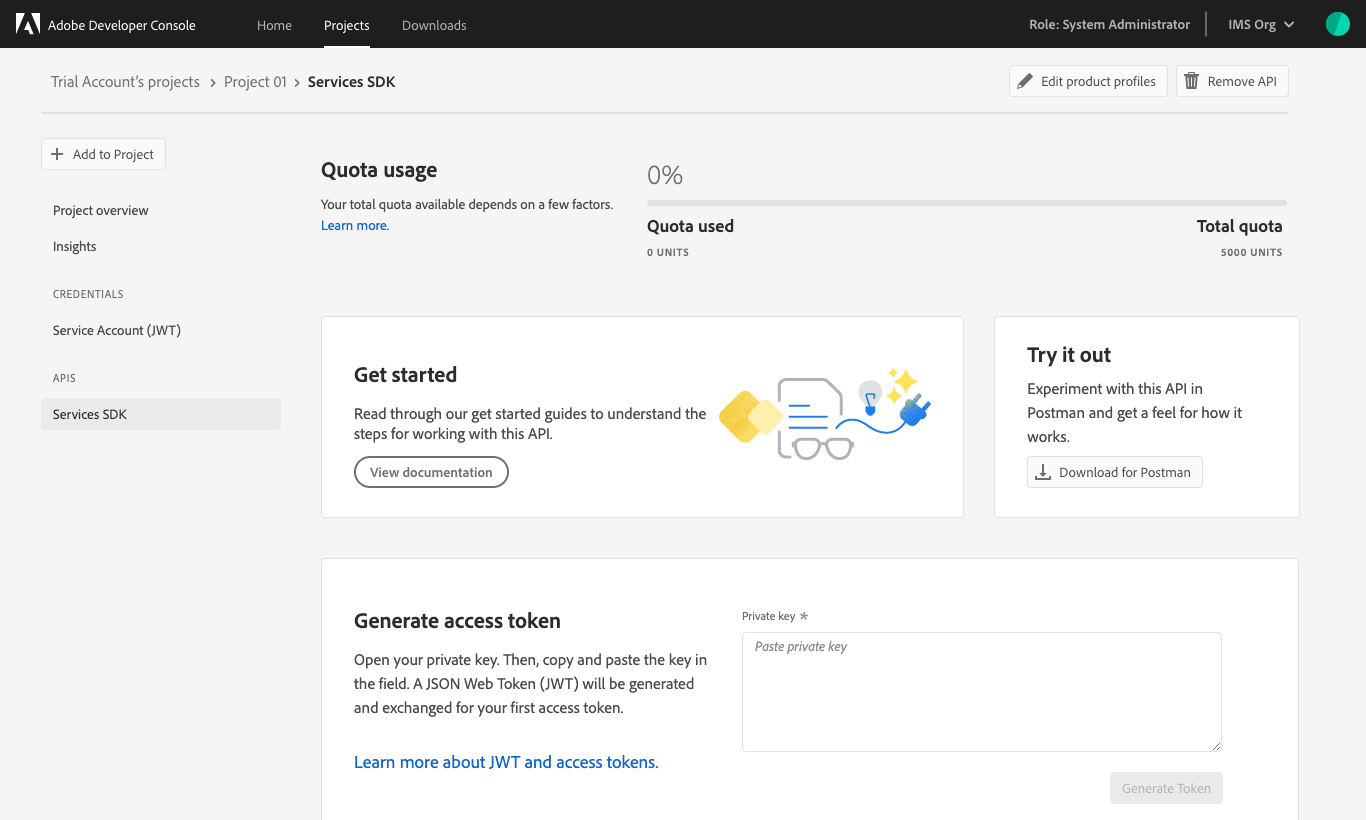 Adobe Developer Console
Home
Projects
Downloads
Role: System Administrator
IMS Org
Trial Account's projects › Project 01 › Services SDK
Edit product profiles
Remove API
Add to Project
Project overview
Insights
CREDENTIALS
Service Account (JWT)
APIS
Services SDK
Quota usage
Your total quota available depends on a few factors.
Learn more.
0%
Quota used
Total quota
0 UNITS
5000 UNITS
Get started
Read through our get started guides to understand the
steps for working with this API.
View documentation
Try it out
Experiment with this API in
Postman and get a feel for how it
works.
Download for Postman
Generate access token
Open your private key. Then, copy and paste the key in
the field. A JSON Web Token (JWT) will be generated
and exchanged for your first access token.
Learn more about JWT and access tokens.
Private key *
Paste private key
Generate Token